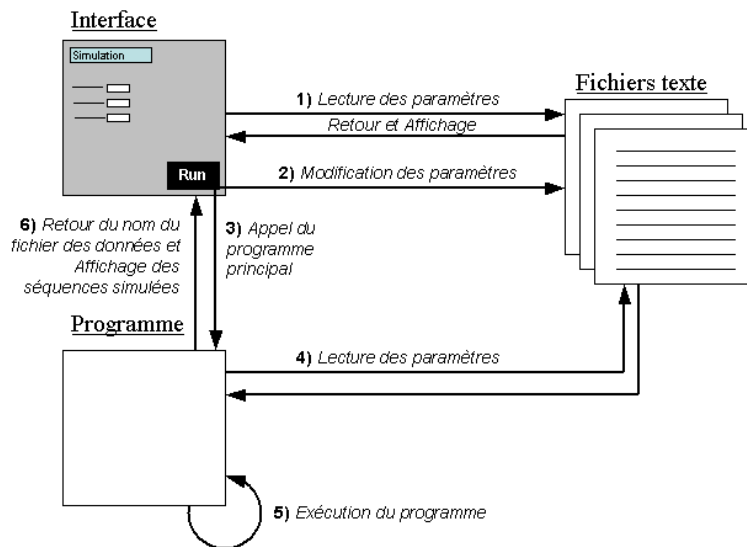 Interface
Simulation
Fichiers texte
1) Lecture des paramètres
Retour et Affichage
Run
2) Modification des paramètres
6) Retour du nom du
fichier des données et
Affichage des
séquences simulées
3) Appel du
programme
principal
Programme
4) Lecture des paramètres
5) Exécution du programme